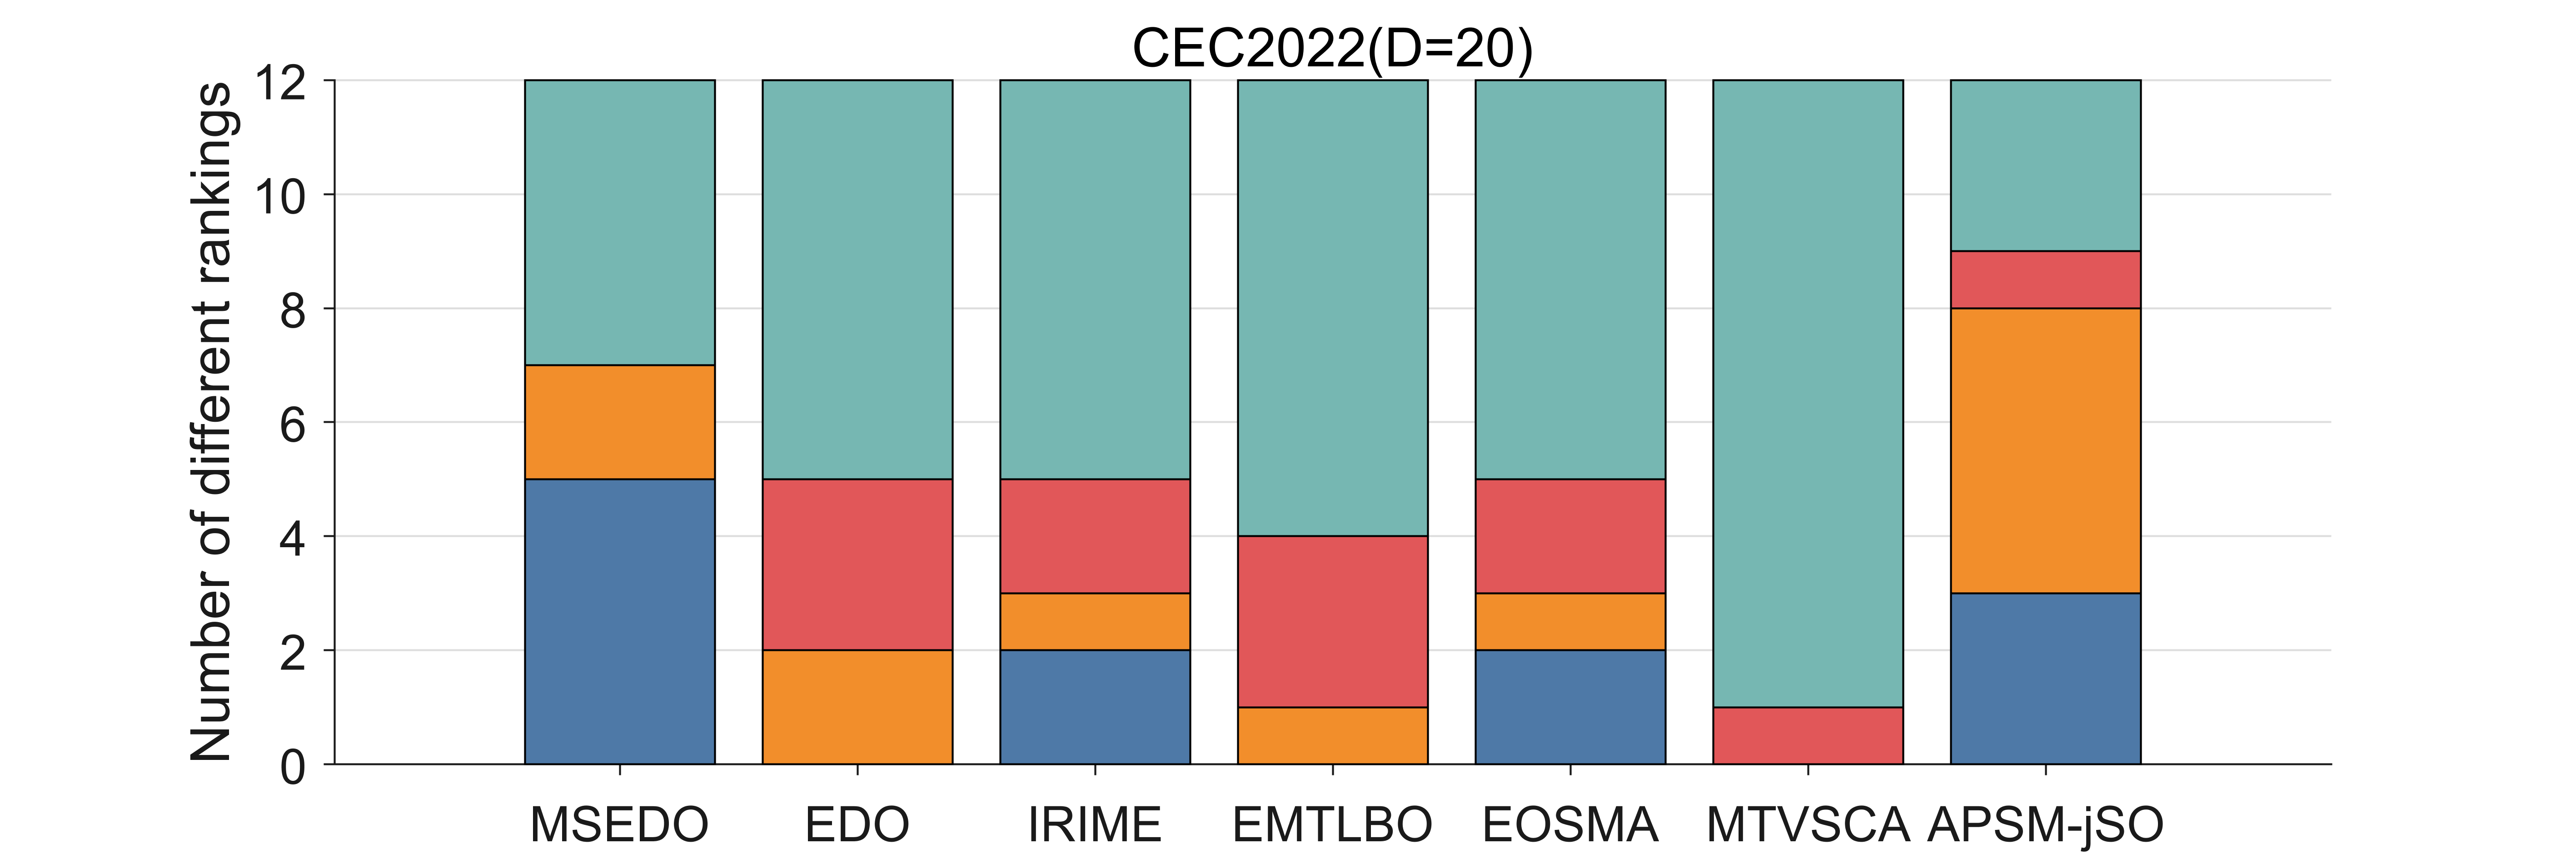 CEC2022(D=20)
Number of different rankings
12
10
8
6
4
2
0
MSEDO EDO IRIME EMTLBO EOSMA MTVSCA APSM-jSO